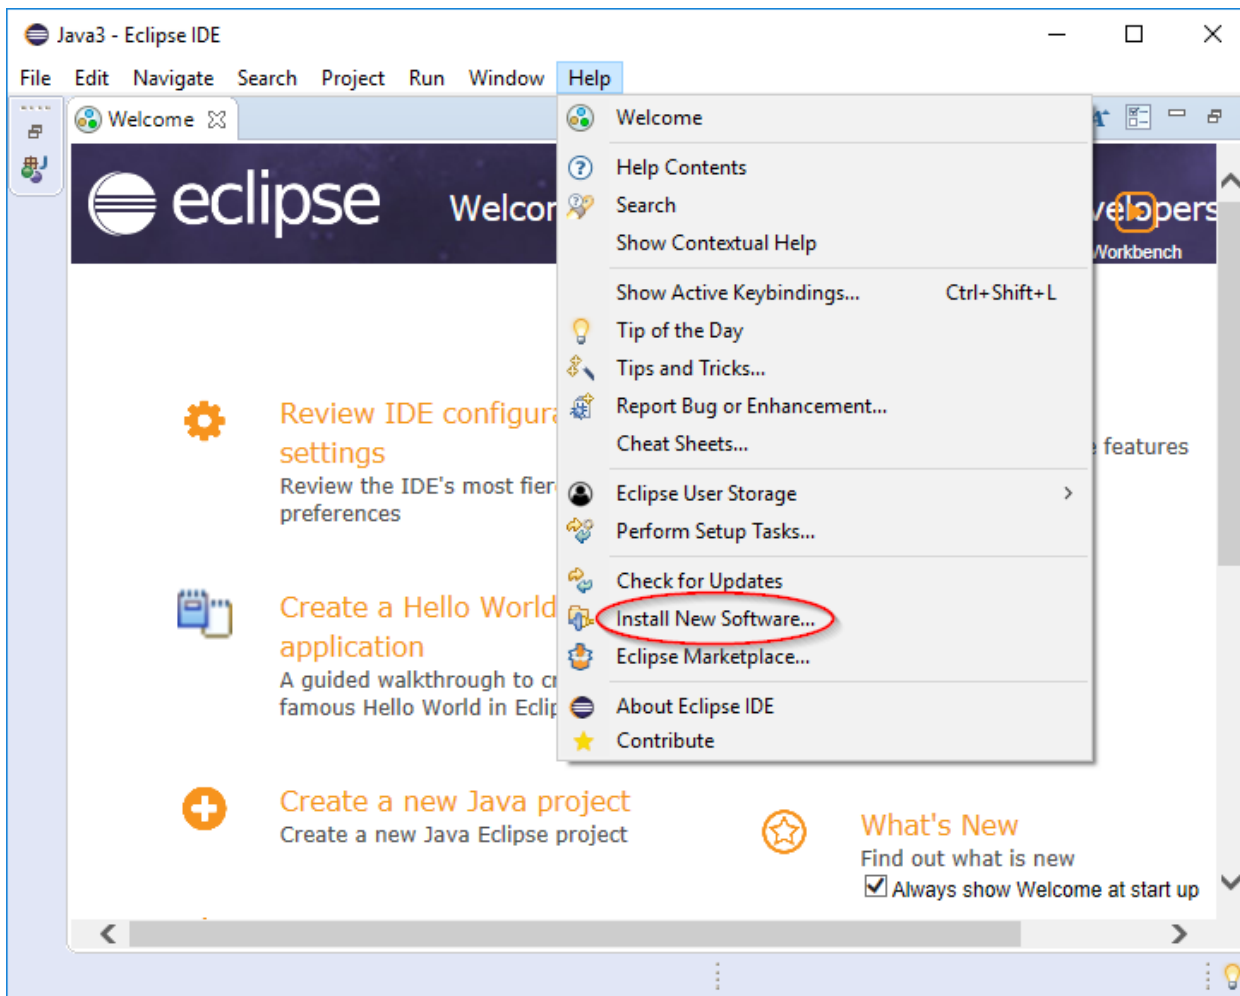 Java3 - Eclipse IDE
File Edit Navigate Search Project Run Window Help
Welcome
eclipse
Workbench
Review IDE
settings
Review the IDE's most
preferences
Create a Hello World
application
A guided walkthrough to
famous Hello World in
Create a new Java project
Create a new Java Eclipse project
Welcome
Help Contents
Search
Show Contextual Help
Show Active Keybindings... Ctrl+Shift+L
Tip of the Day
Tips and Tricks...
Report Bug or Enhancement...
Cheat Sheets...
Eclipse User Storage
Perform Setup Tasks...
Check for Updates
Install New Software...
Eclipse Marketplace...
About Eclipse IDE
Contribute
features
What's New
Find out what is new
Always show Welcome at start up